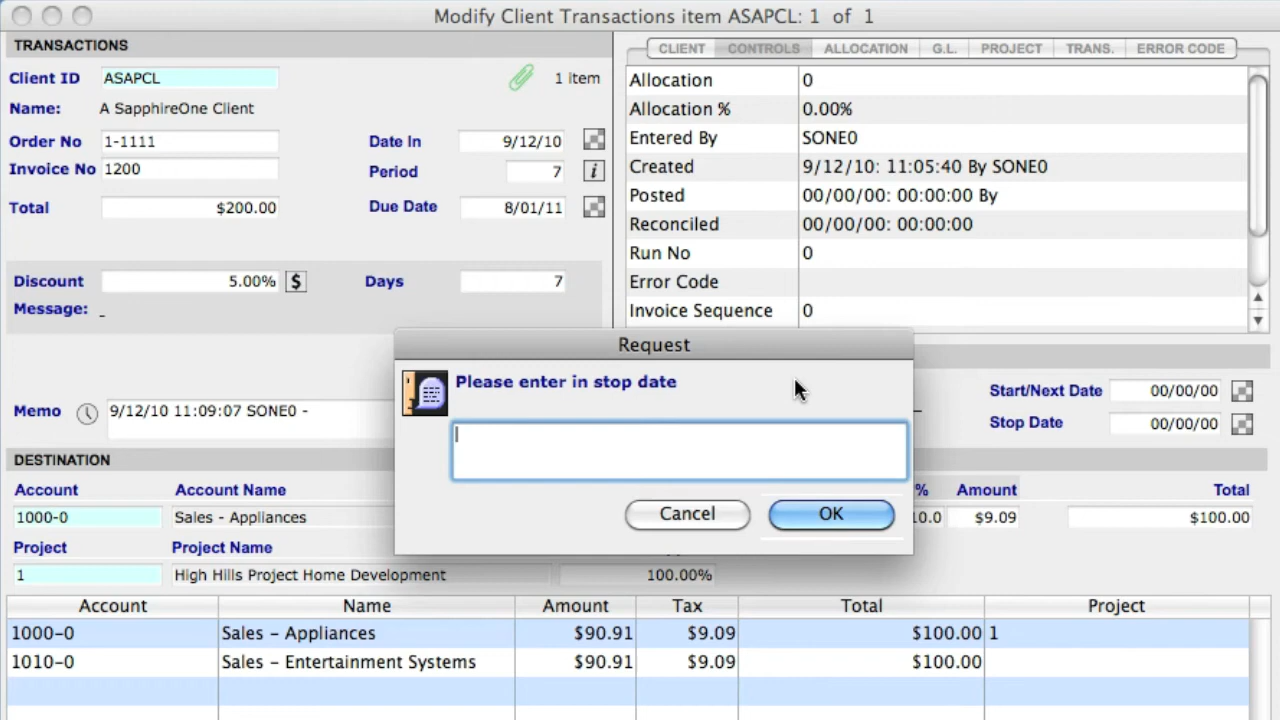 Modify Client Transactions item ASAPCL: 1 of 1
TRANSACTIONS
Client ID ASAPCL 1 item
Name: A SapphireOne Client
Order No 1-1111 Date In 9/12/10
Invoice No 1200 Period 7 i
Total $200.00 Due Date 8/01/11
Discount 5.00% $ Days 7
Message: -
CLIENT CONTROLS ALLOCATION G.L. PROJECT TRANS. ERROR CODE
Allocation 0
Allocation % 0.00%
Entered By SONE0
Created 9/12/10: 11:05:40 By SONE0
Posted 00/00/00: 00:00:00 By
Reconciled 00/00/00: 00:00:00
Run No 0
Error Code
Invoice Sequence 0
Request
Please enter in stop date
Cancel OK
Memo 9/12/10 11:09:07 SONE0 -
Start/Next Date 00/00/00
Stop Date 00/00/00
DESTINATION
Account Account Name % Amount Total
1000-0 Sales - Appliances 10.0 $9.09 $100.00
Project Project Name
1 High Hills Project Home Development 100.00%
Account Name Amount Tax Total Project
1000-0 Sales - Appliances $90.91 $9.09 $100.00 1
1010-0 Sales - Entertainment Systems $90.91 $9.09 $100.00